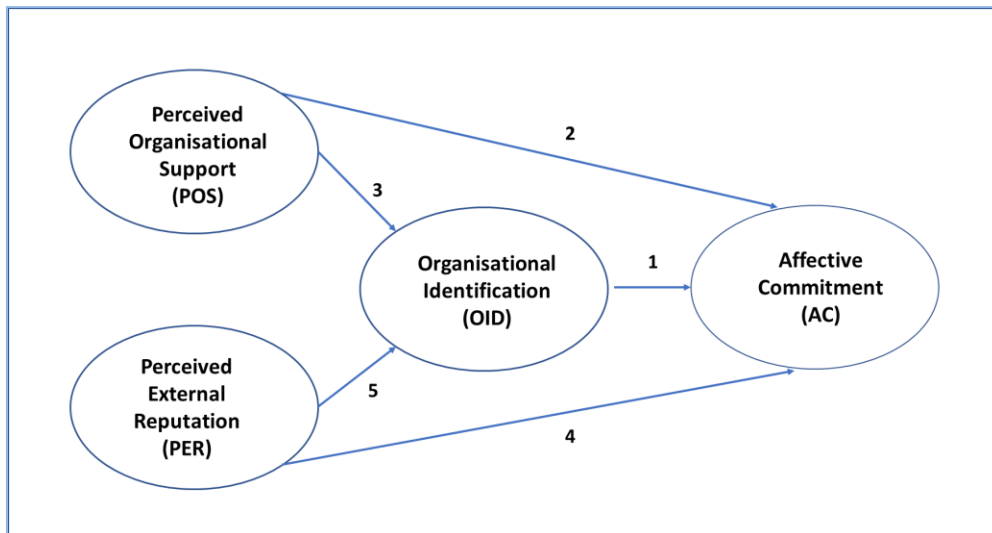 Perceived
Organisational
Support
(POS)
2
3
Organisational
Identification
(OID)
1
Affective
Commitment
(AC)
Perceived
External
Reputation
(PER)
5
4